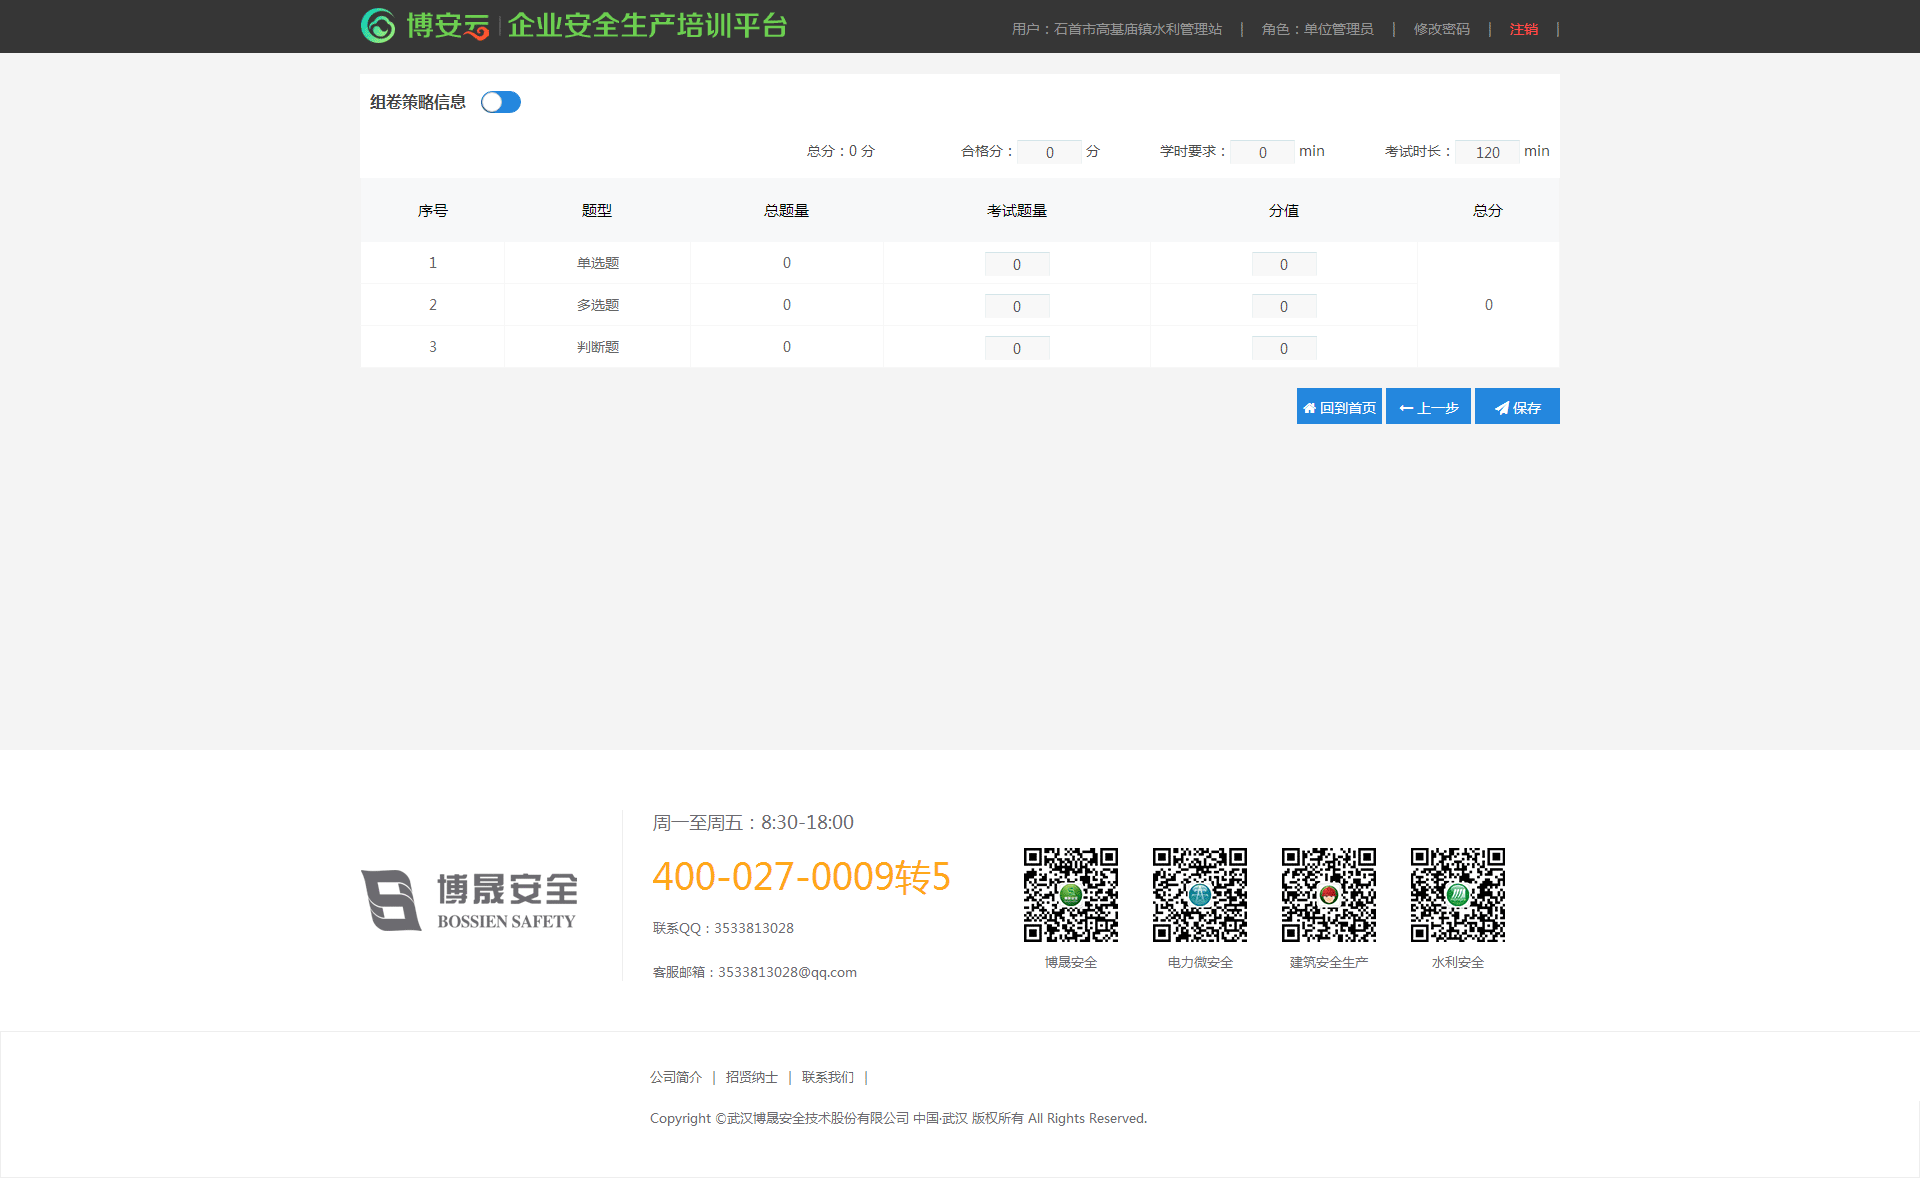 博安云 企业安全生产培训平台
用户：石首市高基庙镇水利管理站 | 角色：单位管理员 | 修改密码 | 注销 |
组卷策略信息
总分：0 分 合格分： 0 分 学时要求： 0 min 考试时长： 120 min
序号 题型 总题量 考试题量 分值 总分
1 单选题 0 0 0
2 多选题 0 0 0 0
3 判断题 0 0 0
回到首页 上一步 保存
周一至周五：8:30-18:00
400-027-0009转5
博晟安全
BOSSIEN SAFETY
联系QQ：3533813028
客服邮箱：3533813028@qq.com
博晟安全 电力微安全 建筑安全生产 水利安全
公司简介 | 招贤纳士 | 联系我们 |
Copyright ©武汉博晟安全技术股份有限公司 中国·武汉 版权所有 All Rights Reserved.